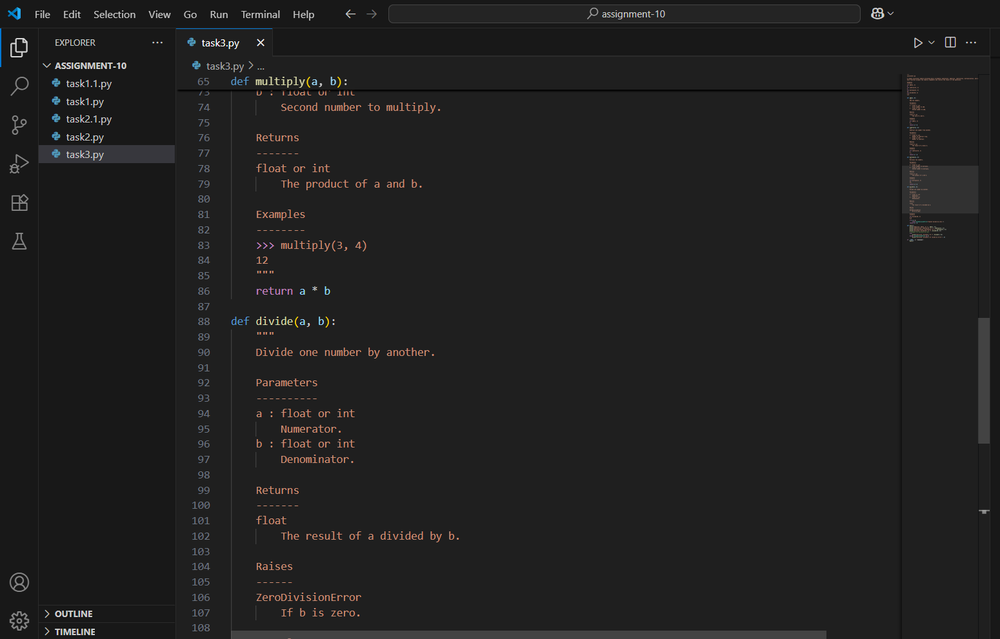 File Edit Selection View Go Run Terminal Help
assignment-10
EXPLORER
ASSIGNMENT-10
task1.1.py
task1.py
task2.1.py
task2.py
task3.py
OUTLINE
TIMELINE
task3.py
task3.py > ...
65 def multiply(a, b):
73 b : float or int
74 Second number to multiply.
75
76 Returns
77 -------
78 float or int
79 The product of a and b.
80
81 Examples
82 --------
83 >>> multiply(3, 4)
84 12
85 """
86 return a * b
87
88 def divide(a, b):
89 """
90 Divide one number by another.
91
92 Parameters
93 ----------
94 a : float or int
95 Numerator.
96 b : float or int
97 Denominator.
98
99 Returns
100 -------
101 float
102 The result of a divided by b.
103
104 Raises
105 ------
106 ZeroDivisionError
107 If b is zero.
108